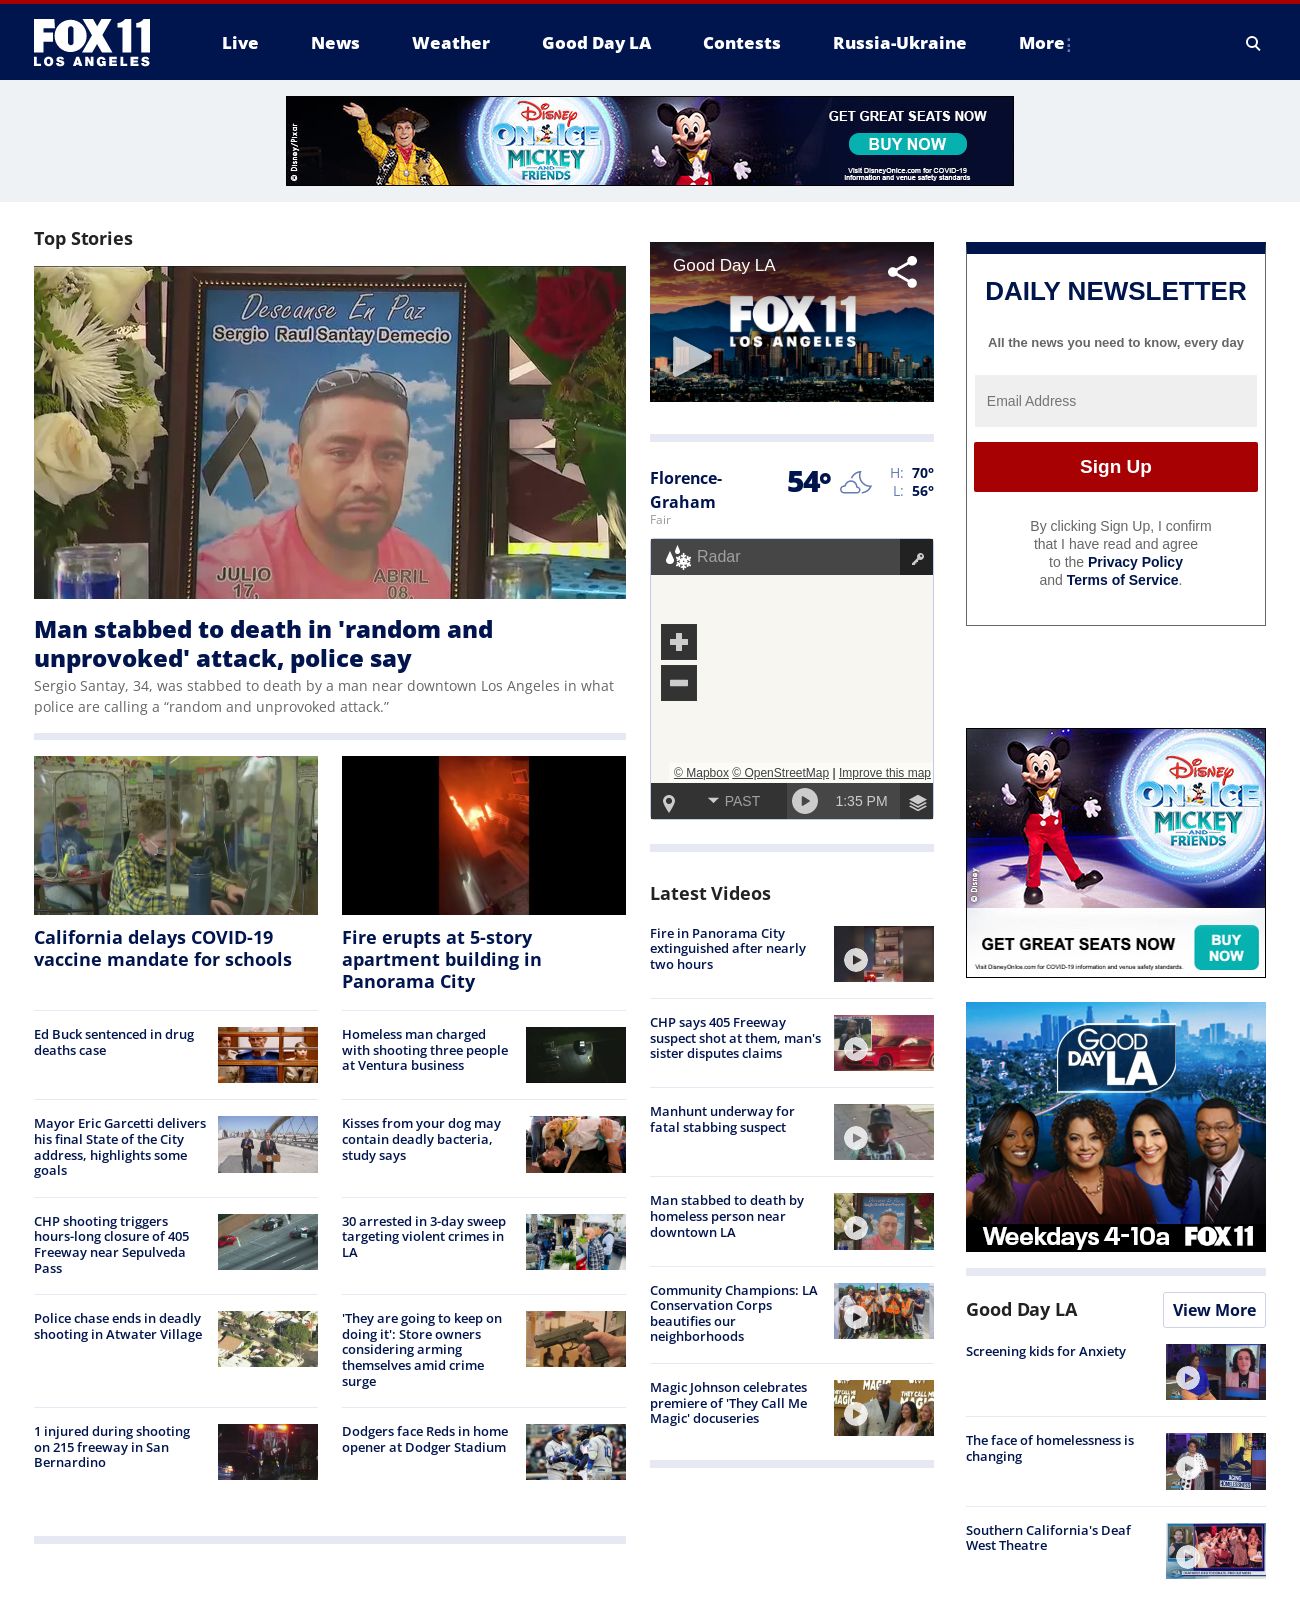 FOX 11
LOS ANGELES
Live
News
Weather
Good Day LA
Contests
Russia-Ukraine
More
© Disney/Pixar
Disney
ON ICE
MICKEY
AND
FRIENDS
GET GREAT SEATS NOW
BUY NOW
Visit DisneyOnIce.com for COVID-19
information and venue safety standards
Top Stories
Descanse En Paz
Sergio Raul Santay Demecio
JULIO
17,
ABRIL
08,
Man stabbed to death in 'random and
unprovoked' attack, police say
Sergio Santay, 34, was stabbed to death by a man near downtown Los Angeles in what
police are calling a “random and unprovoked attack.”
California delays COVID-19
vaccine mandate for schools
Fire erupts at 5-story
apartment building in
Panorama City
Ed Buck sentenced in drug
deaths case
Homeless man charged
with shooting three people
at Ventura business
Mayor Eric Garcetti delivers
his final State of the City
address, highlights some
goals
Kisses from your dog may
contain deadly bacteria,
study says
CHP shooting triggers
hours-long closure of 405
Freeway near Sepulveda
Pass
30 arrested in 3-day sweep
targeting violent crimes in
LA
Police chase ends in deadly
shooting in Atwater Village
'They are going to keep on
doing it': Store owners
considering arming
themselves amid crime
surge
1 injured during shooting
on 215 freeway in San
Bernardino
Dodgers face Reds in home
opener at Dodger Stadium
Good Day LA
FOX 11
LOS ANGELES
Florence-
Graham
Fair
54°
H: 70°
L: 56°
Radar
© Mapbox © OpenStreetMap | Improve this map
PAST
1:35 PM
Latest Videos
Fire in Panorama City
extinguished after nearly
two hours
CHP says 405 Freeway
suspect shot at them, man's
sister disputes claims
Manhunt underway for
fatal stabbing suspect
Man stabbed to death by
homeless person near
downtown LA
Community Champions: LA
Conservation Corps
beautifies our
neighborhoods
Magic Johnson celebrates
premiere of 'They Call Me
Magic' docuseries
MAGIC
THEY CALL ME
MAGIC
DAILY NEWSLETTER
All the news you need to know, every day
Email Address
Sign Up
By clicking Sign Up, I confirm
that I have read and agree
to the Privacy Policy
and Terms of Service.
Disney
ON ICE
MICKEY
AND
FRIENDS
© Disney
GET GREAT SEATS NOW
BUY
NOW
Visit DisneyOnIce.com for COVID-19 information and venue safety standards.
GOOD
DAY LA
Weekdays 4-10a FOX 11
Good Day LA
View More
Screening kids for Anxiety
The face of homelessness is
changing
AGING
HOMELESSNESS
Southern California's Deaf
West Theatre